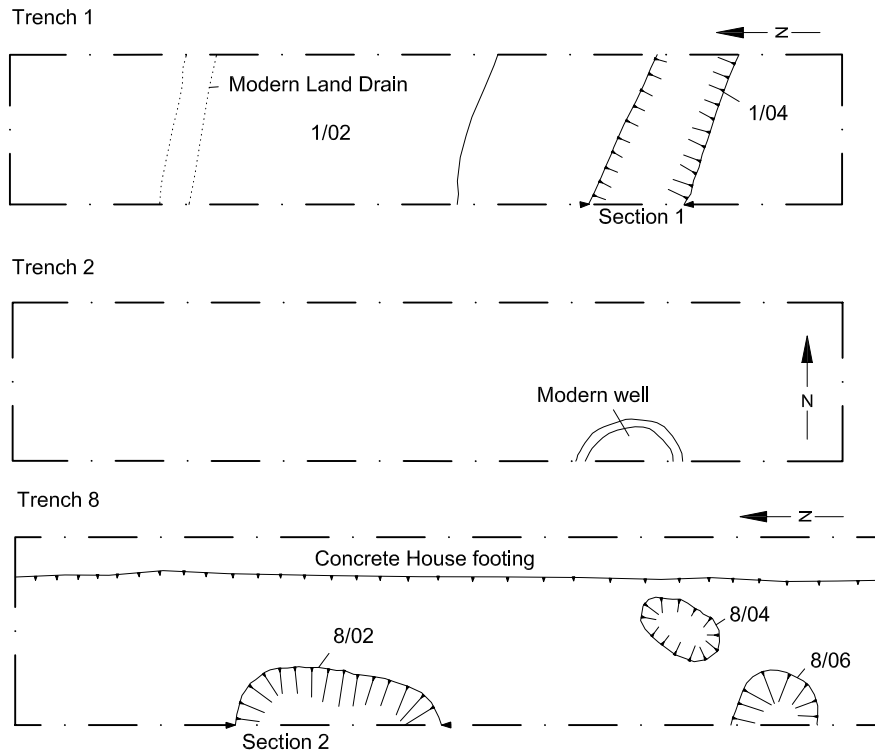 Trench 1
N
Modern Land Drain
1/02
1/04
Section 1
Trench 2
Modern well
N
Trench 8
N
Concrete House footing
8/04
8/02
8/06
Section 2